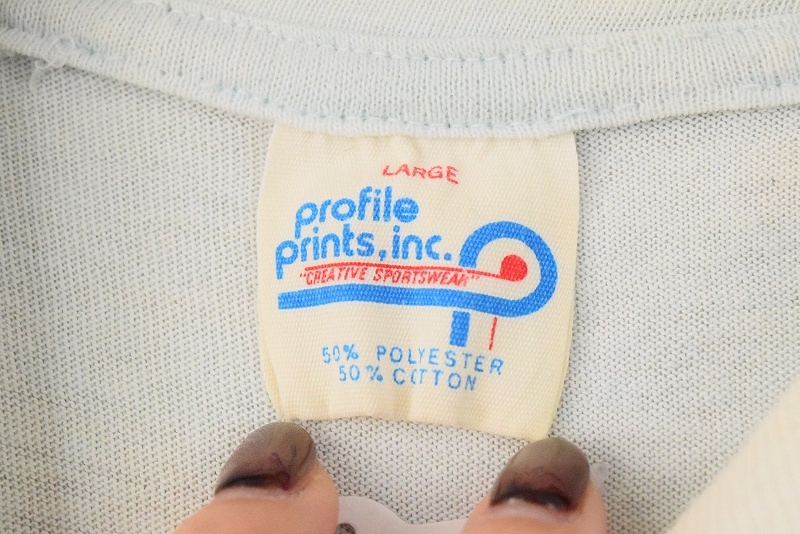 LARGE
profile
prints, inc.
"CREATIVE SPORTSWEAR"
50% POLYESTER
50% COTTON